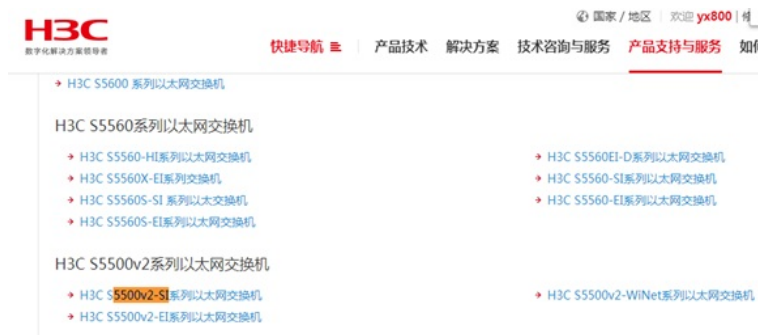 国家 / 地区 | 欢迎 yx800 |
H3C
数字化解决方案领导者
快捷导航 产品技术 解决方案 技术咨询与服务 产品支持与服务 如何
H3C S5600 系列以太网交换机
H3C S5560系列以太网交换机
H3C S5560-HI系列以太网交换机 H3C S5560EI-D系列以太网交换机
H3C S5560X-EI系列交换机 H3C S5560-SI系列以太网交换机
H3C S5560S-SI 系列以太交换机 H3C S5560-EI系列以太网交换机
H3C S5560S-EI系列以太网交换机
H3C S5500v2系列以太网交换机
H3C S5500v2-SI系列以太网交换机 H3C S5500v2-WiNet系列以太网交换机
H3C S5500v2-EI系列以太网交换机